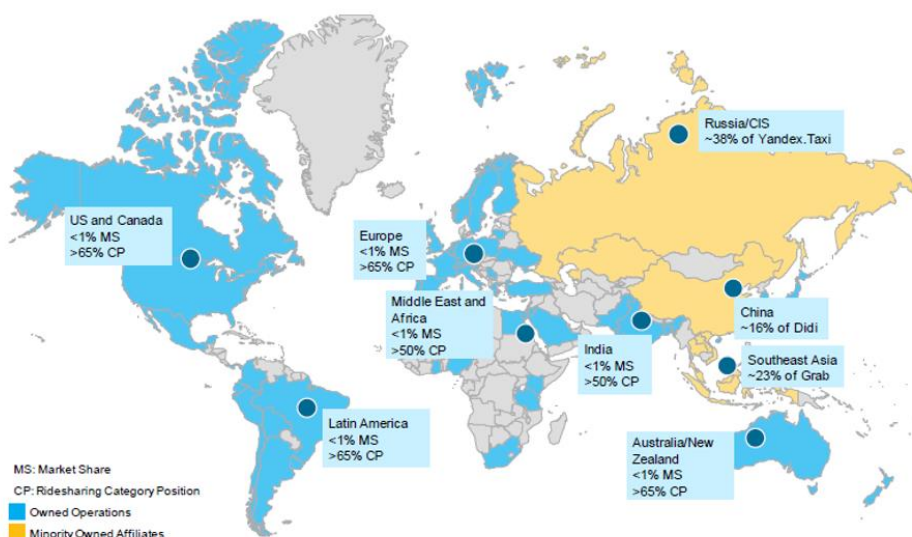 Russia/CIS
~38% of Yandex.Taxi
US and Canada
<1% MS
>65% CP
Europe
<1% MS
>65% CP
Middle East and
Africa
<1% MS
>50% CP
India
<1% MS
>50% CP
China
~16% of Didi
Southeast Asia
~23% of Grab
Latin America
<1% MS
>65% CP
Australia/New
Zealand
<1% MS
>65% CP
MS: Market Share
CP: Ridesharing Category Position
Owned Operations
Minority Owned Affiliates